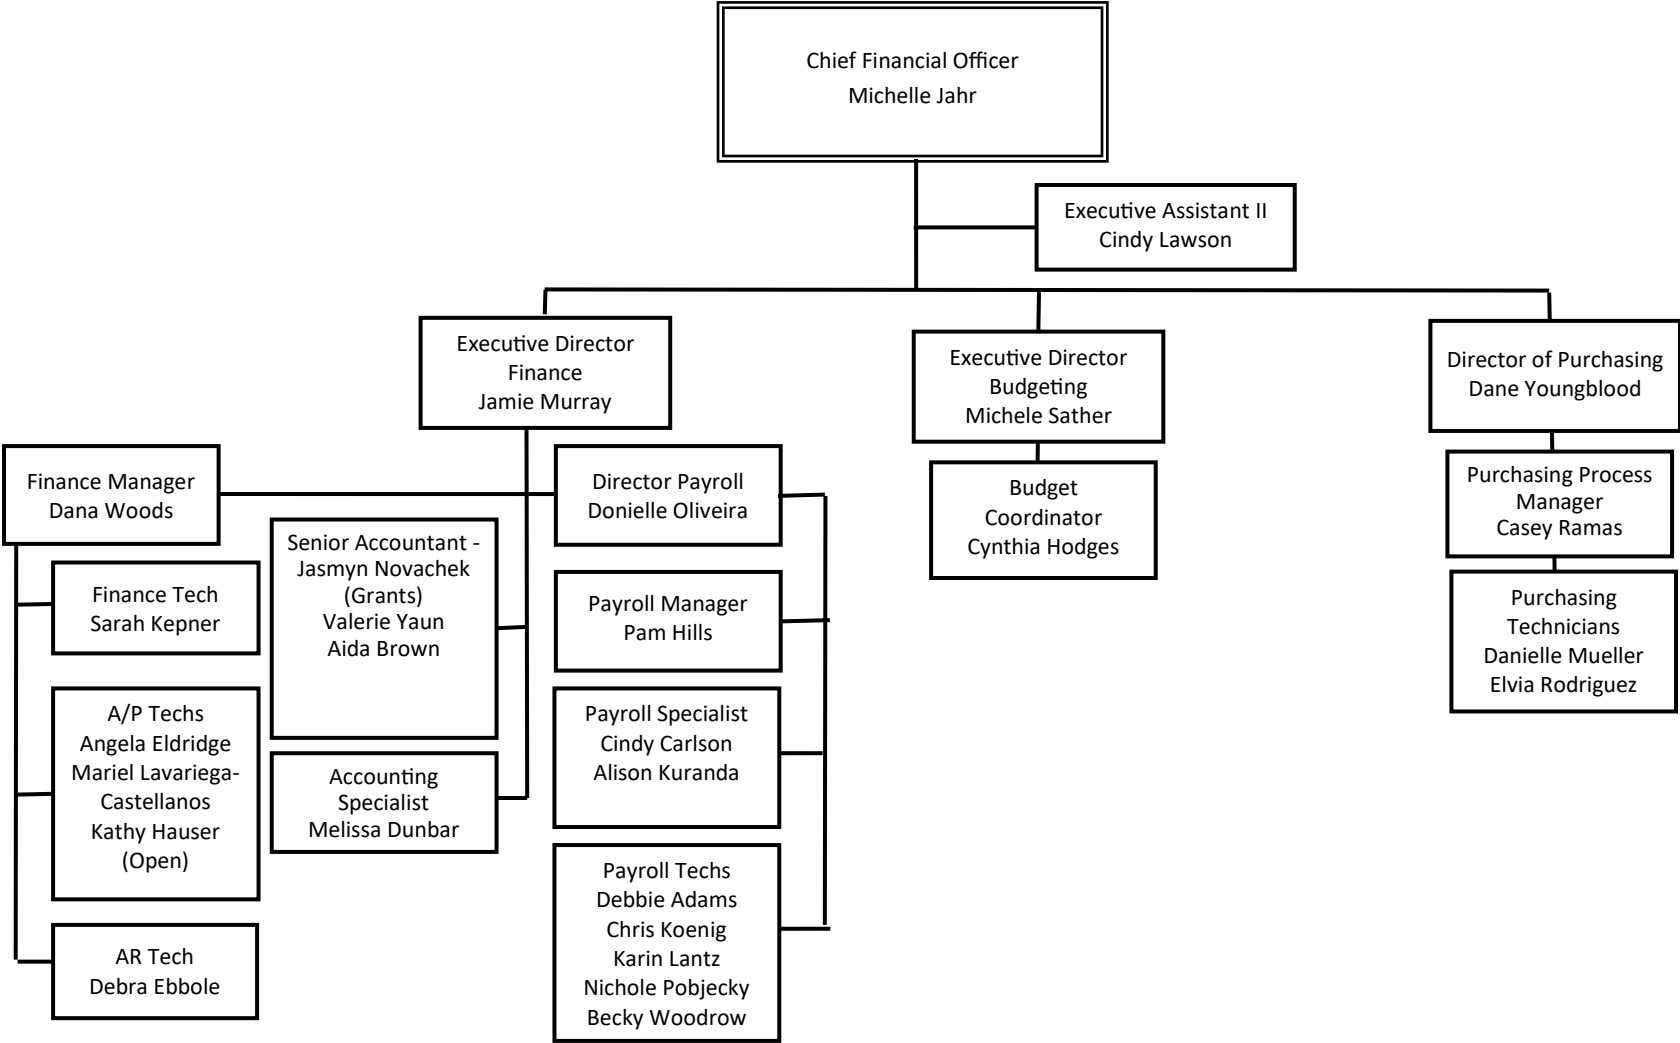 Chief Financial Officer
Michelle Jahr
Executive Assistant II
Cindy Lawson
Executive Director
Finance
Jamie Murray
Executive Director
Budgeting
Michele Sather
Director of Purchasing
Dane Youngblood
Finance Manager
Dana Woods
Director Payroll
Donielle Oliveira
Budget
Coordinator
Cynthia Hodges
Purchasing Process
Manager
Casey Ramas
Senior Accountant -
Jasmyn Novachek
(Grants)
Valerie Yaun
Aida Brown
Finance Tech
Sarah Kepner
Payroll Manager
Pam Hills
Purchasing
Technicians
Danielle Mueller
Elvia Rodriguez
A/P Techs
Angela Eldridge
Mariel Lavariega-
Castellanos
Kathy Hauser
(Open)
Accounting
Specialist
Melissa Dunbar
Payroll Specialist
Cindy Carlson
Alison Kuranda
AR Tech
Debra Ebbole
Payroll Techs
Debbie Adams
Chris Koenig
Karin Lantz
Nichole Pobjecky
Becky Woodrow